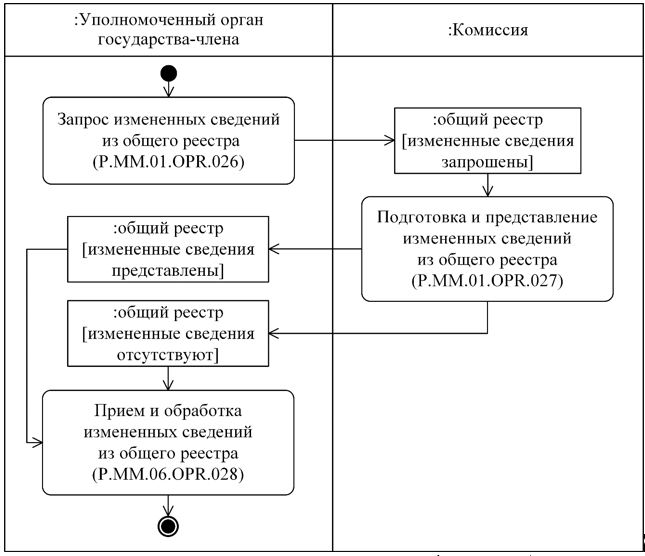 :Уполномоченный орган
государства-члена
:Комиссия
Запрос измененных сведений
из общего реестра
(P.MM.01.OPR.026)
:общий реестр
[измененные сведения
запрошены]
Подготовка и представление
измененных сведений
из общего реестра
(P.MM.01.OPR.027)
:общий реестр
[измененные сведения
представлены]
:общий реестр
[измененные сведения
отсутствуют]
Прием и обработка
измененных сведений
из общего реестра
(P.MM.06.OPR.028)